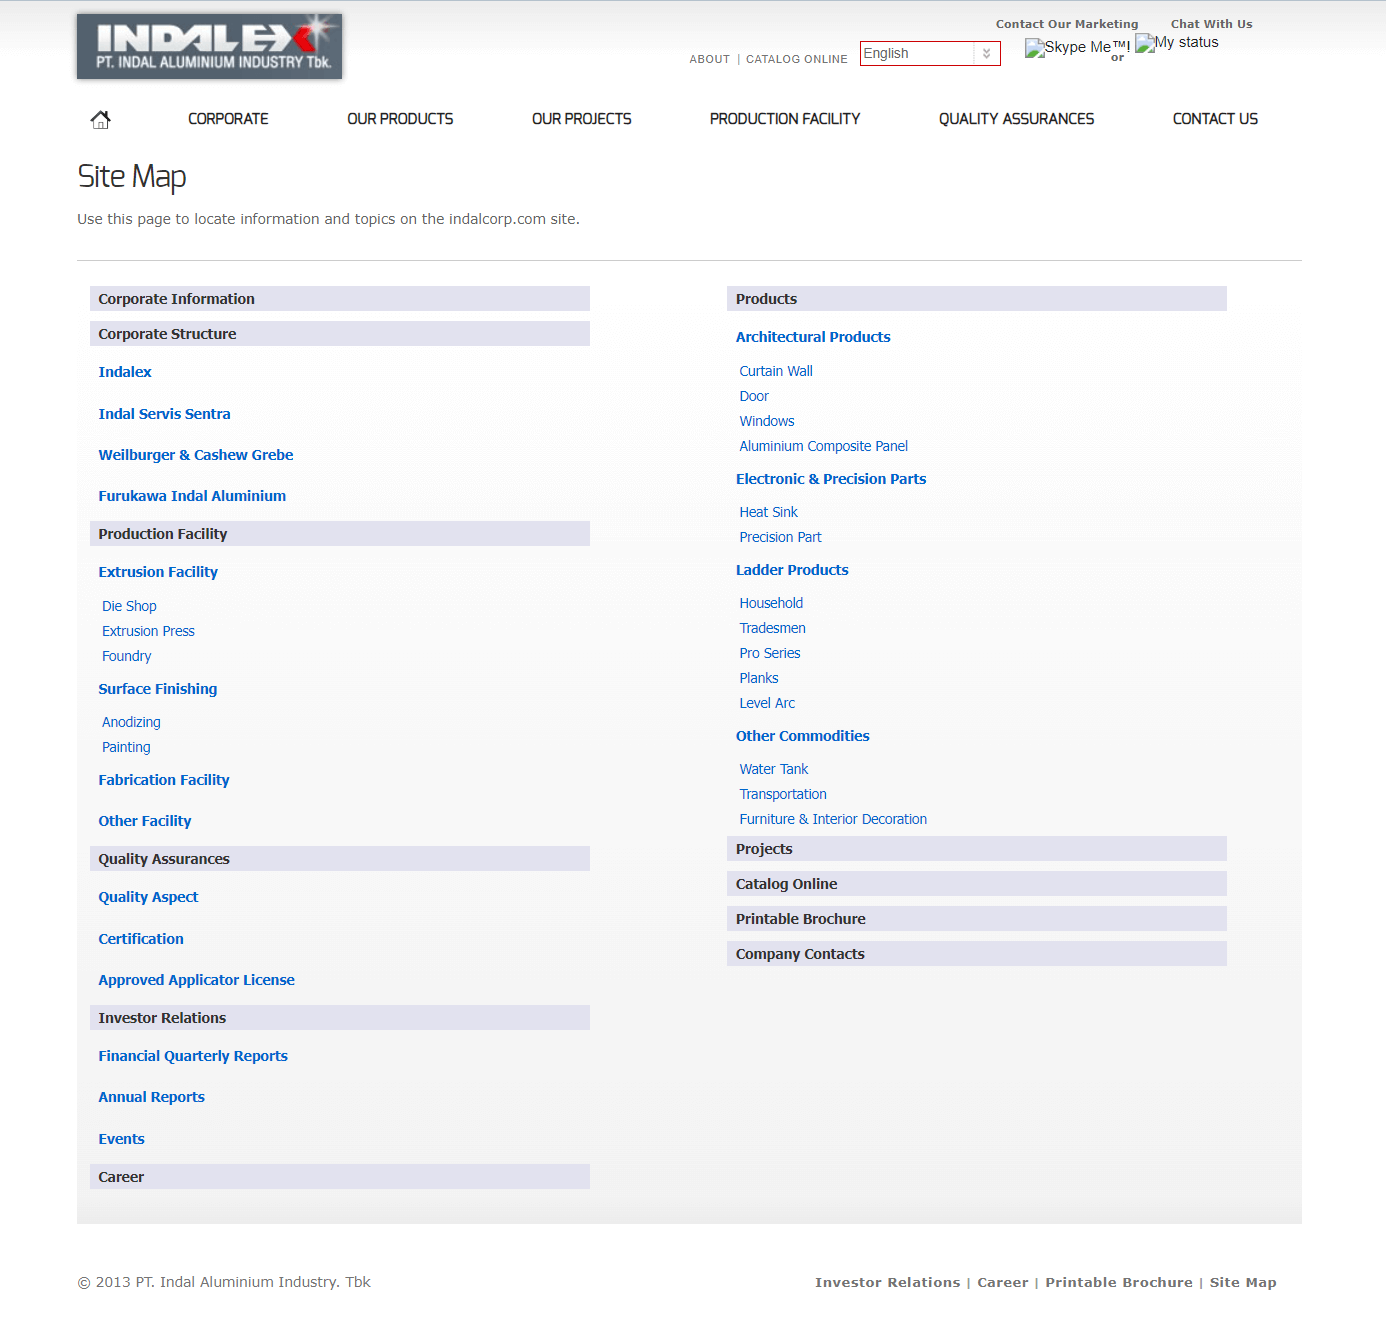 INDALEX
PT. INDAL ALUMINIUM INDUSTRY Tbk.
Contact Our Marketing
Chat With Us
ABOUT | CATALOG ONLINE
English
Skype Me™!
or
My status
CORPORATE
OUR PRODUCTS
OUR PROJECTS
PRODUCTION FACILITY
QUALITY ASSURANCES
CONTACT US
Site Map
Use this page to locate information and topics on the indalcorp.com site.
Corporate Information
Corporate Structure
Indalex
Indal Servis Sentra
Weilburger & Cashew Grebe
Furukawa Indal Aluminium
Production Facility
Extrusion Facility
Die Shop
Extrusion Press
Foundry
Surface Finishing
Anodizing
Painting
Fabrication Facility
Other Facility
Quality Assurances
Quality Aspect
Certification
Approved Applicator License
Investor Relations
Financial Quarterly Reports
Annual Reports
Events
Career
Products
Architectural Products
Curtain Wall
Door
Windows
Aluminium Composite Panel
Electronic & Precision Parts
Heat Sink
Precision Part
Ladder Products
Household
Tradesmen
Pro Series
Planks
Level Arc
Other Commodities
Water Tank
Transportation
Furniture & Interior Decoration
Projects
Catalog Online
Printable Brochure
Company Contacts
© 2013 PT. Indal Aluminium Industry. Tbk
Investor Relations | Career | Printable Brochure | Site Map